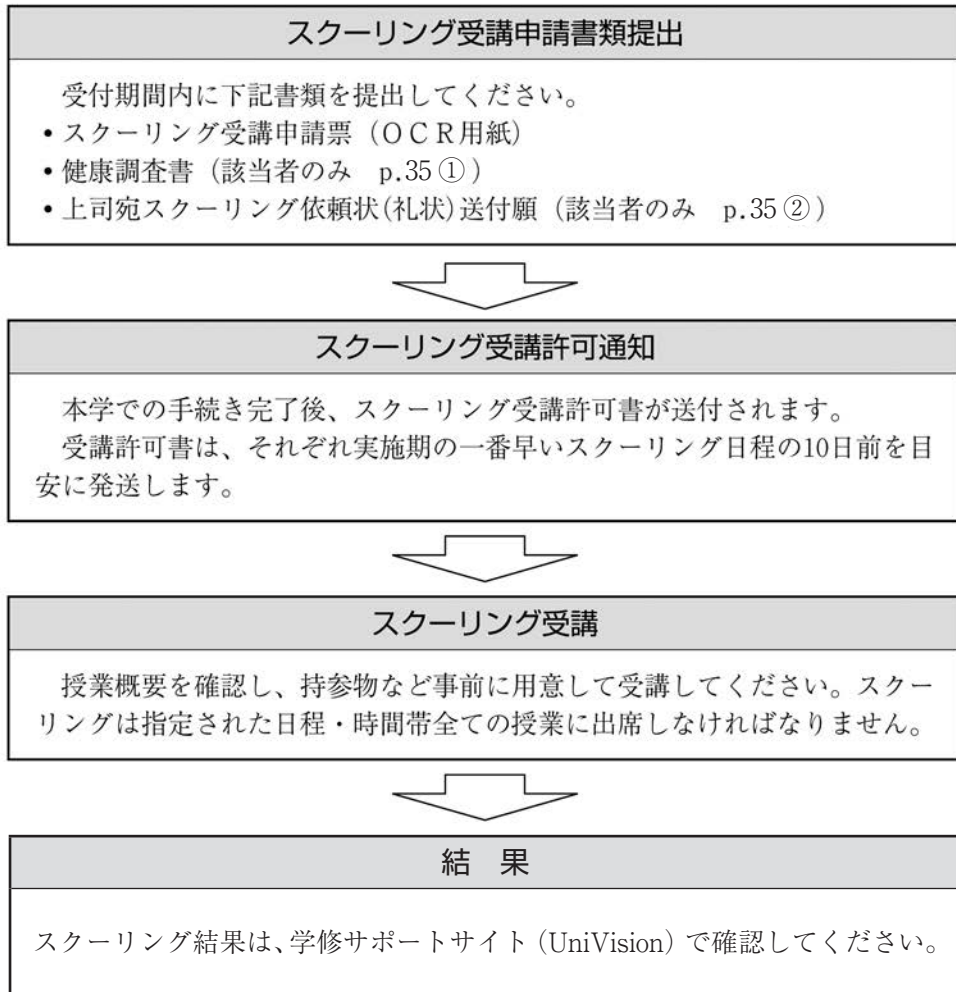 スクーリング受講申請書類提出
受付期間内に下記書類を提出してください。
•スクーリング受講申請票（ＯＣＲ用紙）
•健康調査書（該当者のみ　p.35①）
•上司宛スクーリング依頼状(礼状)送付願（該当者のみ　p.35②）
スクーリング受講許可通知
本学での手続き完了後、スクーリング受講許可書が送付されます。
受講許可書は、それぞれ実施期の一番早いスクーリング日程の10日前を目
安に発送します。
スクーリング受講
授業概要を確認し、持参物など事前に用意して受講してください。スクー
リングは指定された日程・時間帯全ての授業に出席しなければなりません。
結　果
スクーリング結果は、学修サポートサイト（UniVision）で確認してください。